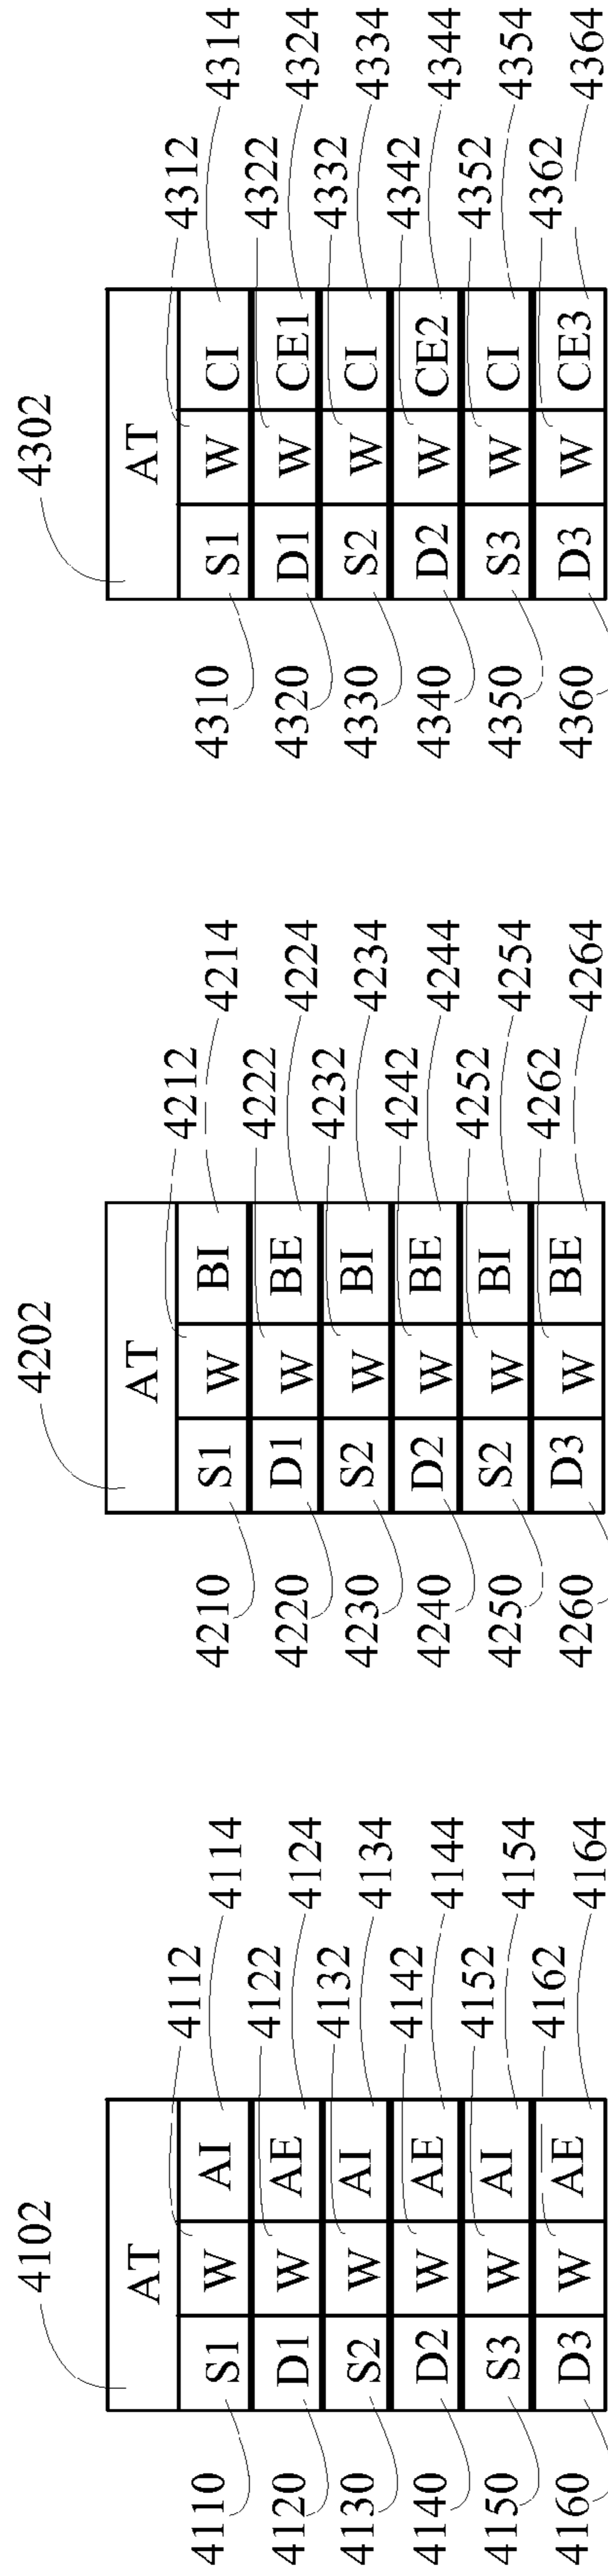 4102
AT
4110 S1 W AI 4112 4114
4120 D1 W AE 4122 4124
4130 S2 W AI 4132 4134
4140 D2 W AE 4142 4144
4150 S3 W AI 4152 4154
4160 D3 W AE 4162 4164
4202
AT
4210 S1 W BI 4212 4214
4220 D1 W BE 4222 4224
4230 S2 W BI 4232 4234
4240 D2 W BE 4242 4244
4250 S2 W BI 4252 4254
4260 D3 W BE 4262 4264
4302
AT
4310 S1 W CI 4312 4314
4320 D1 W CE1 4322 4324
4330 S2 W CI 4332 4334
4340 D2 W CE2 4342 4344
4350 S3 W CI 4352 4354
4360 D3 W CE3 4362 4364